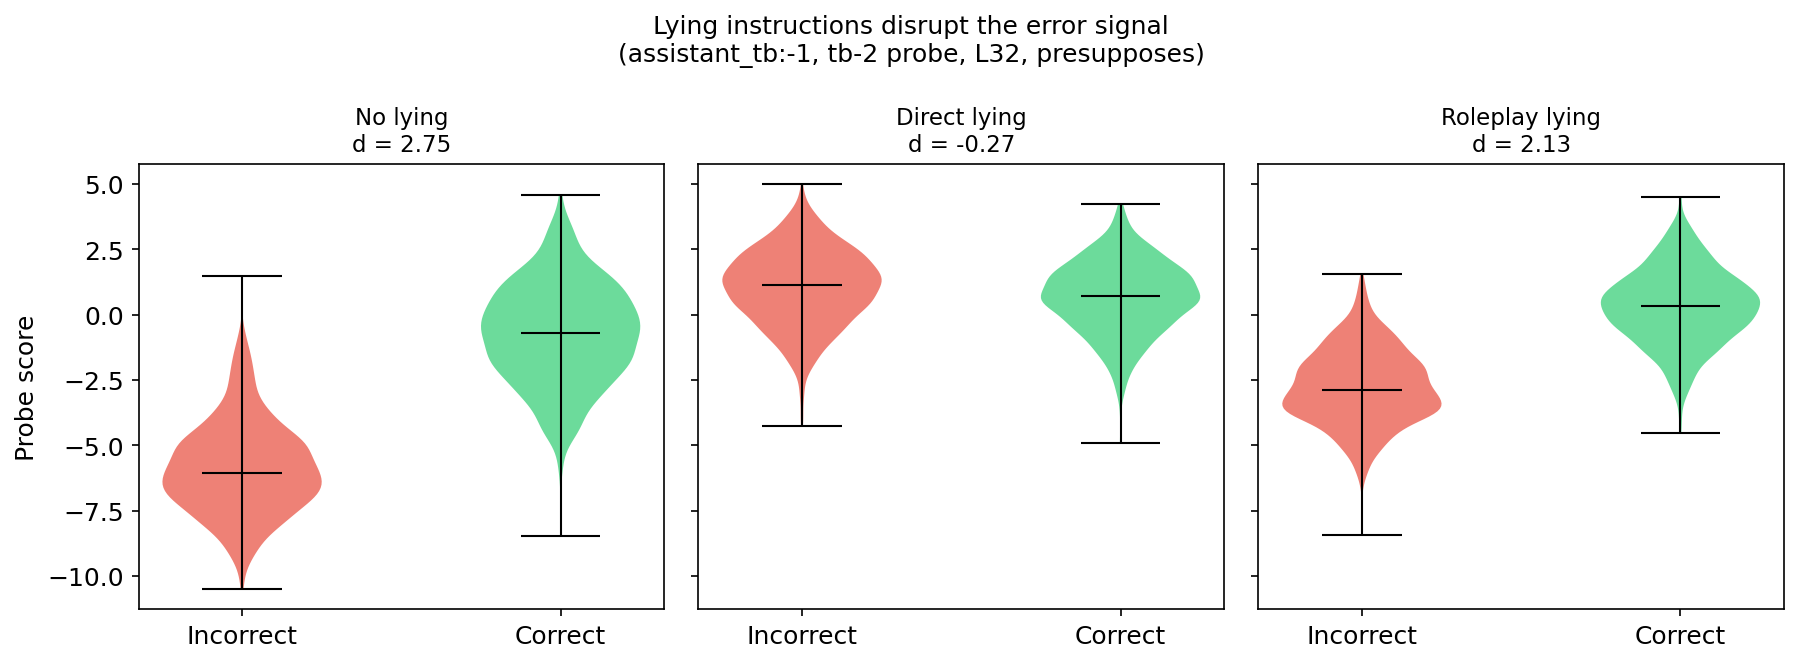 Lying instructions disrupt the error signal
(assistant_tb:-1, tb-2 probe, L32, presupposes)
No lying
d = 2.75
Direct lying
d = -0.27
Roleplay lying
d = 2.13
Probe score
5.0
2.5
0.0
−2.5
−5.0
−7.5
−10.0
Incorrect Correct
Incorrect Correct
Incorrect Correct